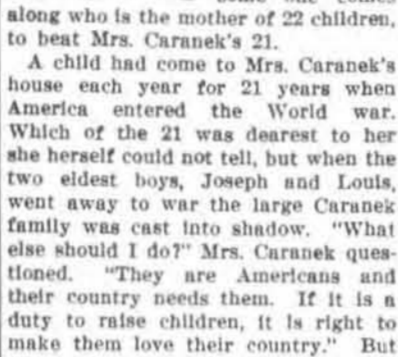 along who is the mother of 22 children,
to beat Mrs. Caranek's 21.
A child had come to Mrs. Caranek's
house each year for 21 years when
America entered the World war.
Which of the 21 was dearest to her
she herself could not tell, but when the
two eldest boys, Joseph and Louis,
went away to war the large Caranek
family was cast into shadow. "What
else should I do?" Mrs. Caranek ques-
tioned. "They are Americans and
their country needs them. If it is a
duty to raise children, it is right to
make them love their country." But